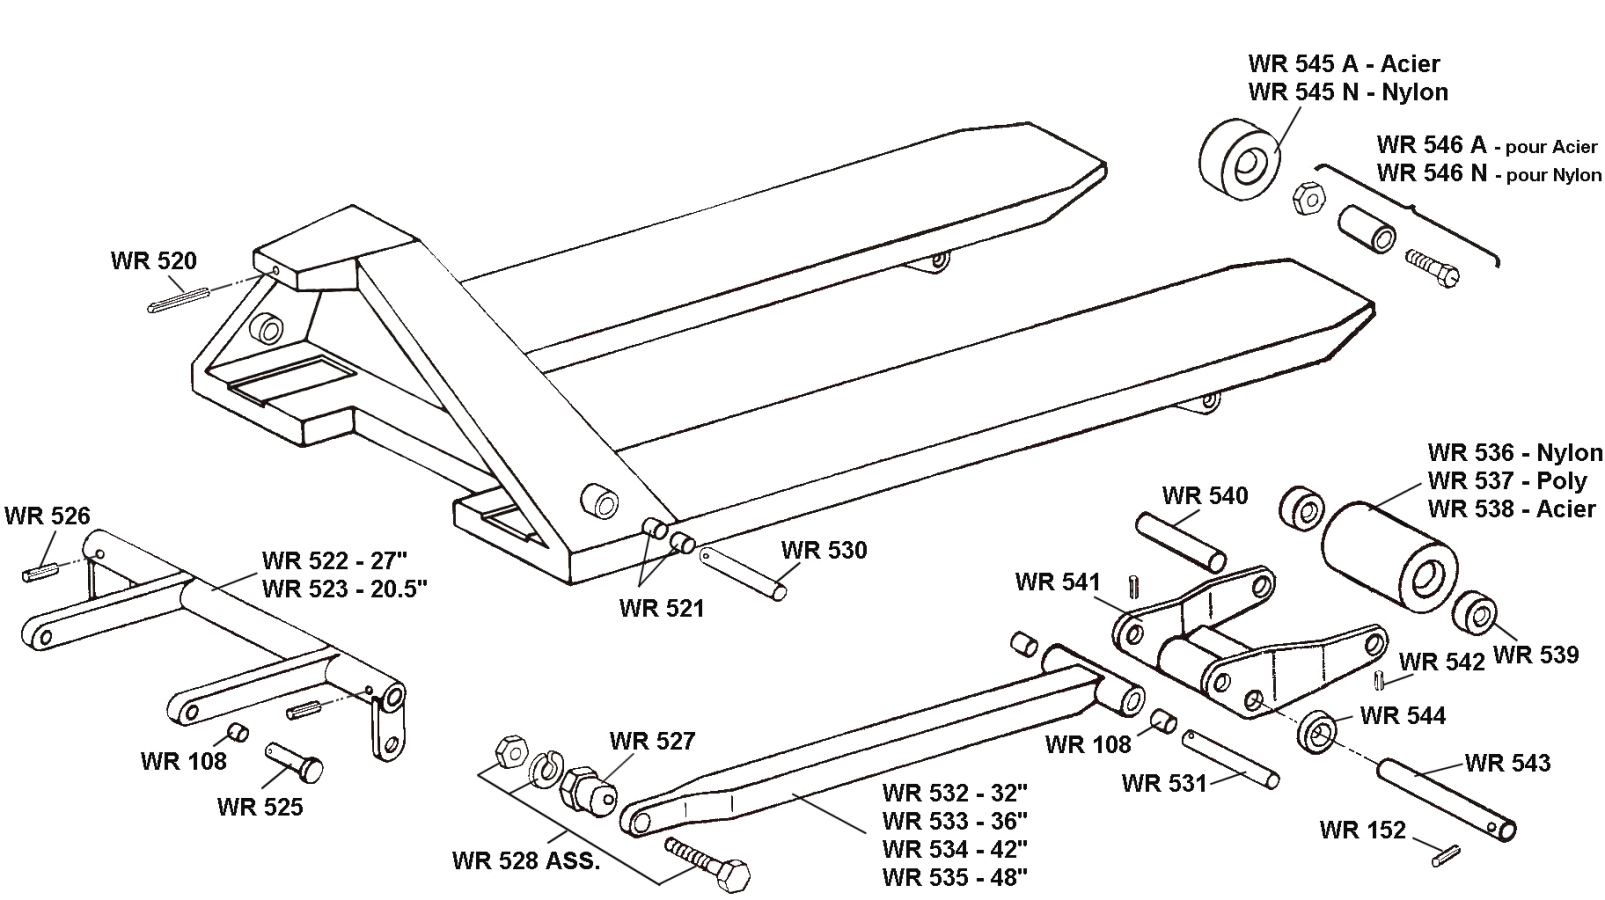 WR 545 A - Acier
WR 545 N - Nylon
WR 546 A - pour Acier
WR 546 N - pour Nylon
WR 520
WR 536 - Nylon
WR 537 - Poly
WR 538 - Acier
WR 540
WR 526
WR 522 - 27"
WR 523 - 20.5"
WR 530
WR 521
WR 541
WR 542
WR 539
WR 544
WR 108
WR 525
WR 527
WR 108
WR 531
WR 543
WR 532 - 32"
WR 533 - 36"
WR 534 - 42"
WR 535 - 48"
WR 152
WR 528 ASS.